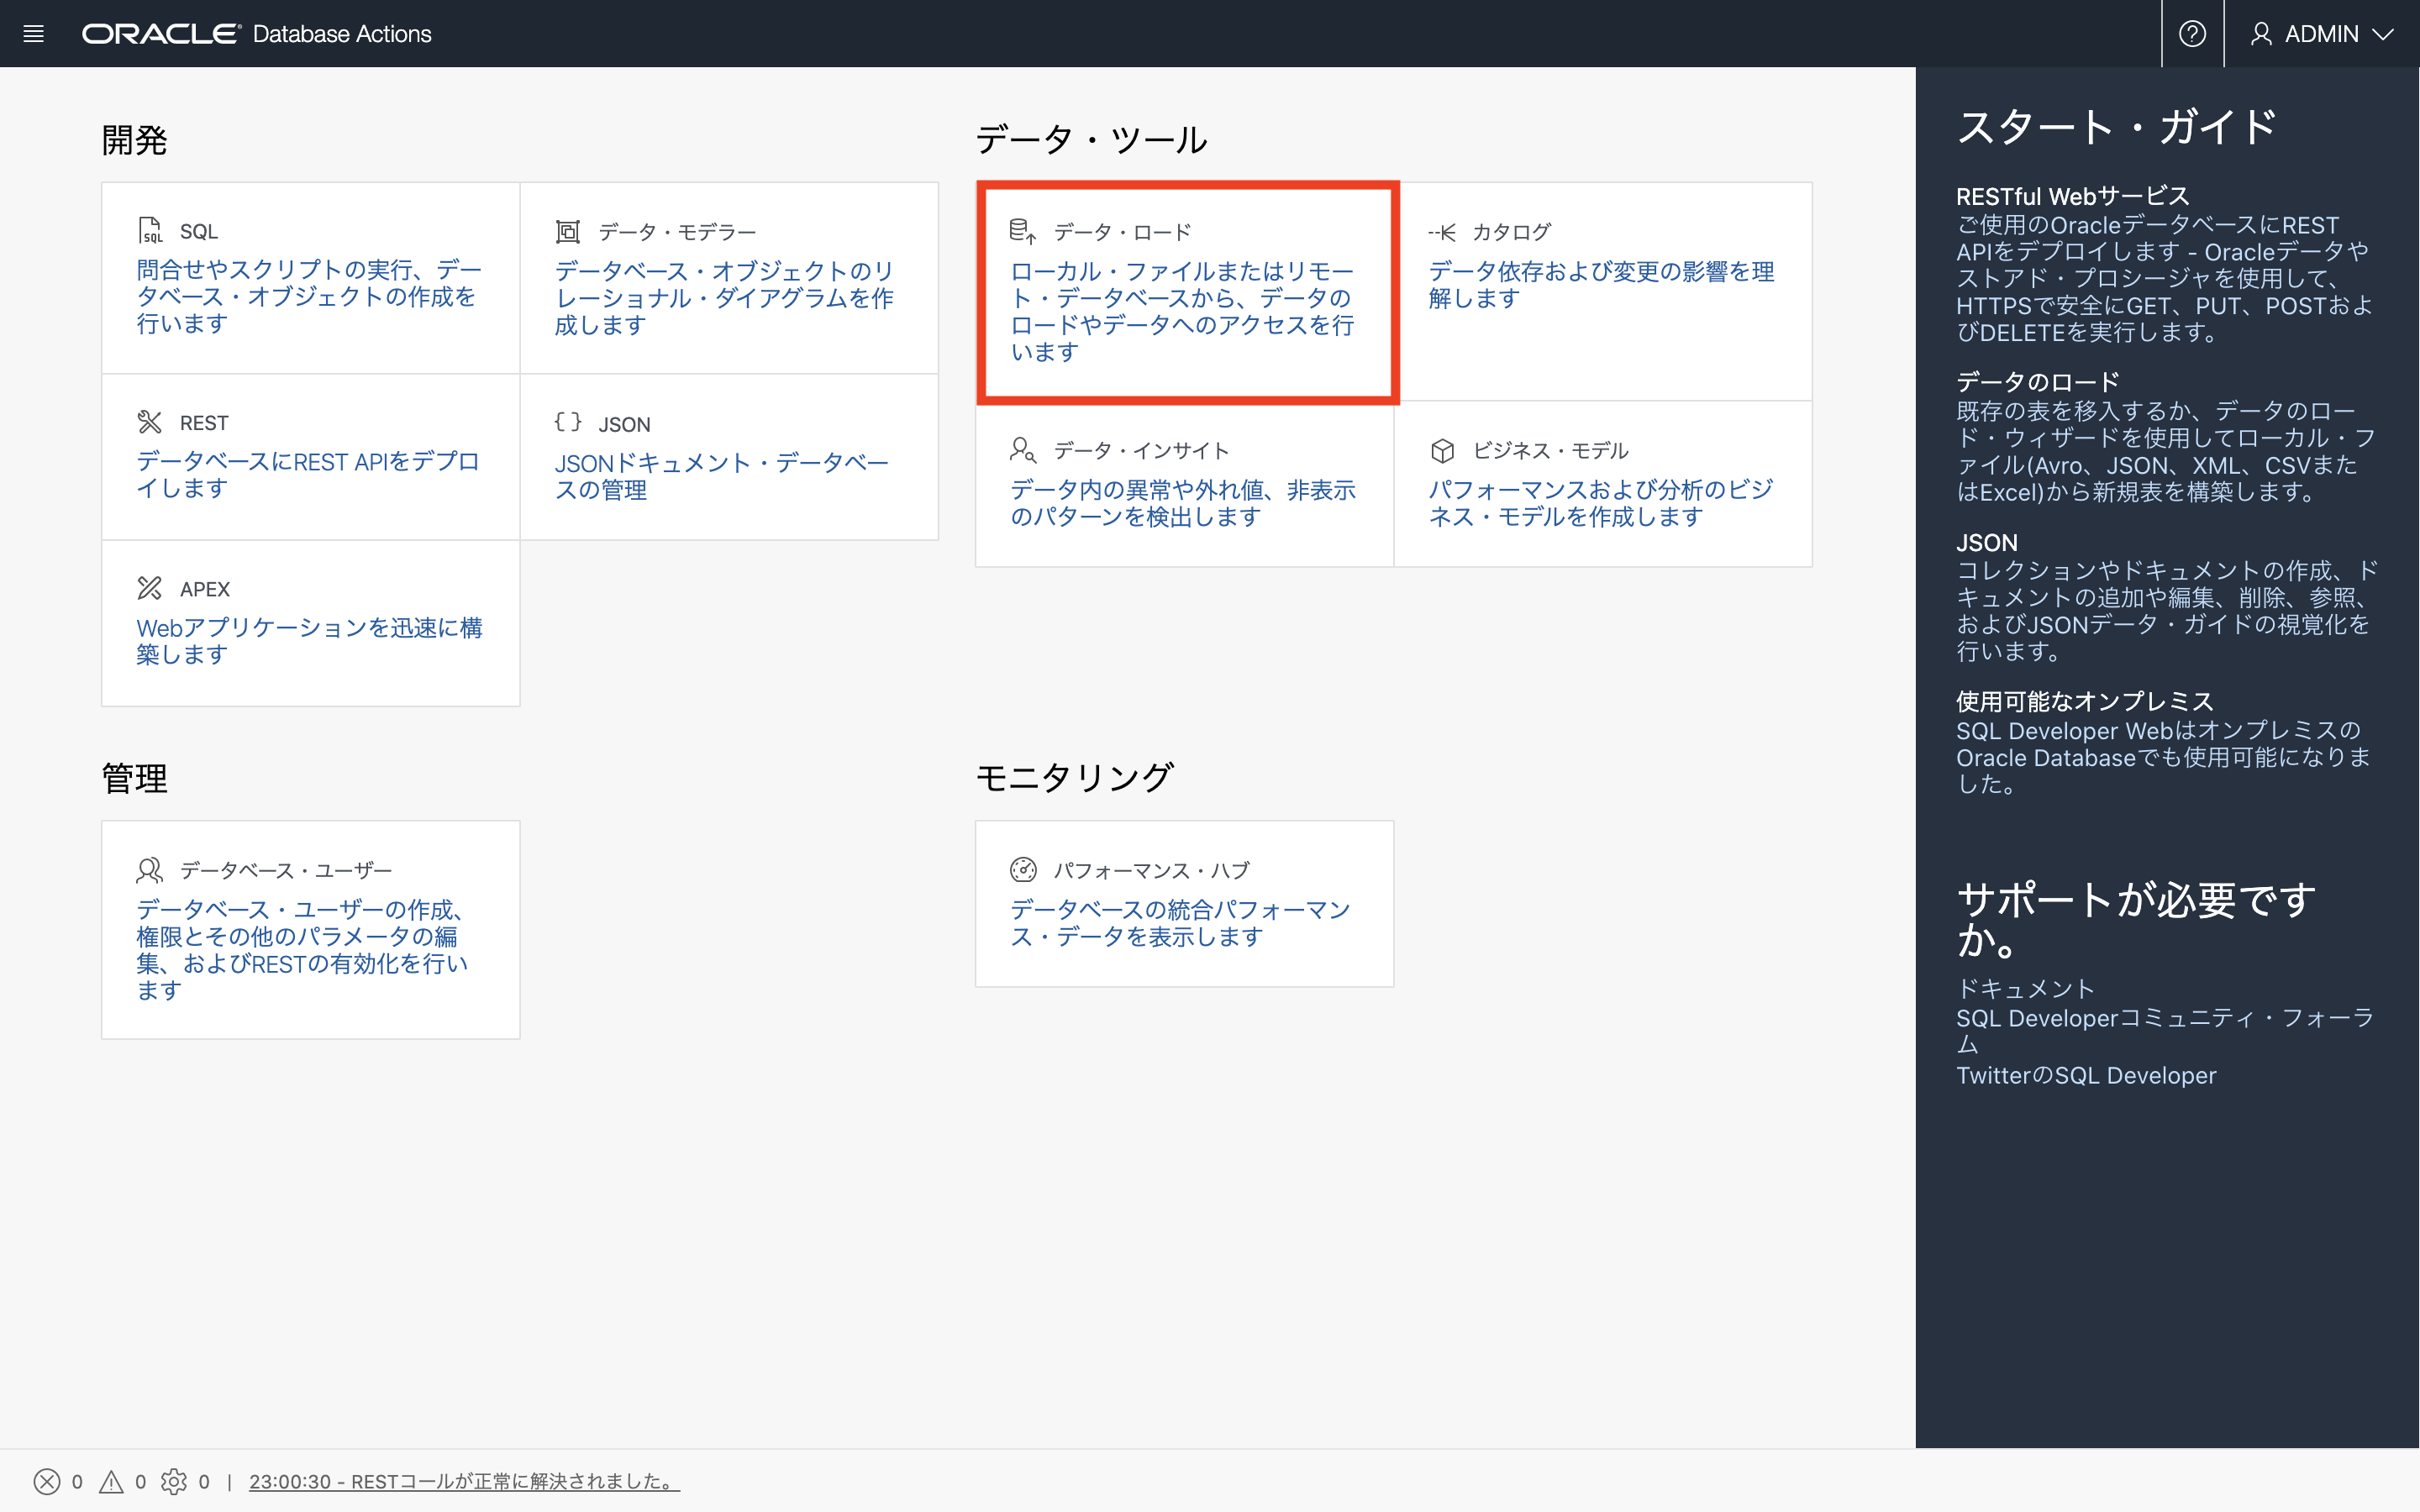 ORACLE Database Actions
ADMIN
開発
SQL
問合せやスクリプトの実行、デー
タベース・オブジェクトの作成を
行います
データ・モデラー
データベース・オブジェクトのリ
レーショナル・ダイアグラムを作
成します
REST
データベースにREST APIをデプロ
イします
JSON
JSONドキュメント・データベー
スの管理
APEX
Webアプリケーションを迅速に構
築します
データ・ツール
データ・ロード
ローカル・ファイルまたはリモー
ト・データベースから、データの
ロードやデータへのアクセスを行
います
カタログ
データ依存および変更の影響を理
解します
データ・インサイト
データ内の異常や外れ値、非表示
のパターンを検出します
ビジネス・モデル
パフォーマンスおよび分析のビジ
ネス・モデルを作成します
管理
データベース・ユーザー
データベース・ユーザーの作成、
権限とその他のパラメータの編
集、およびRESTの有効化を行い
ます
モニタリング
パフォーマンス・ハブ
データベースの統合パフォーマン
ス・データを表示します
スタート・ガイド
RESTful Webサービス
ご使用のOracleデータベースにREST
APIをデプロイします - Oracleデータや
ストアド・プロシージャを使用して、
HTTPSで安全にGET、PUT、POSTおよ
びDELETEを実行します。
データのロード
既存の表を移入するか、データのロー
ド・ウィザードを使用してローカル・フ
ァイル(Avro、JSON、XML、CSVまた
はExcel)から新規表を構築します。
JSON
コレクションやドキュメントの作成、ド
キュメントの追加や編集、削除、参照、
およびJSONデータ・ガイドの視覚化を
行います。
使用可能なオンプレミス
SQL Developer Webはオンプレミスの
Oracle Databaseでも使用可能になりま
した。
サポートが必要です
か。
ドキュメント
SQL Developerコミュニティ・フォーラ
ム
TwitterのSQL Developer
0 0 0 | 23:00:30 - RESTコールが正常に解決されました。